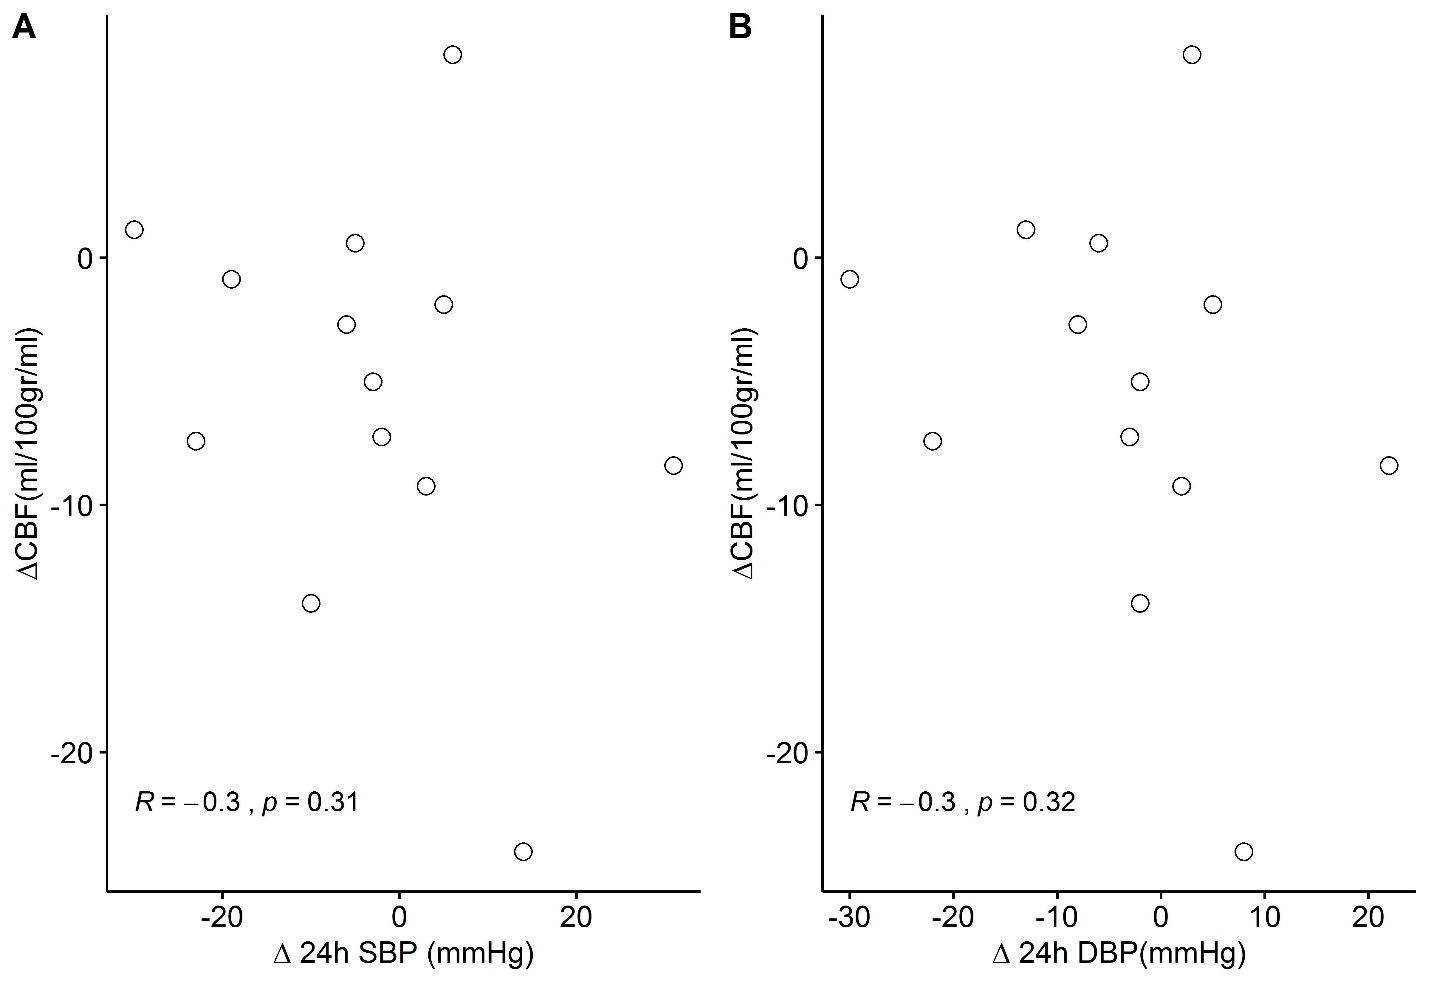 A
ΔCBF(ml/100gr/ml)
0
-10
-20
R = −0.3 , p = 0.31
-20 0 20
Δ 24h SBP (mmHg)
B
ΔCBF(ml/100gr/ml)
0
-10
-20
R = −0.3 , p = 0.32
-30 -20 -10 0 10 20
Δ 24h DBP(mmHg)